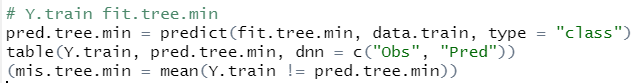 # Y.train fit.tree.min
pred.tree.min = predict(fit.tree.min, data.train, type = "class")
table(Y.train, pred.tree.min, dnn = c("Obs", "Pred"))
(mis.tree.min = mean(Y.train != pred.tree.min))